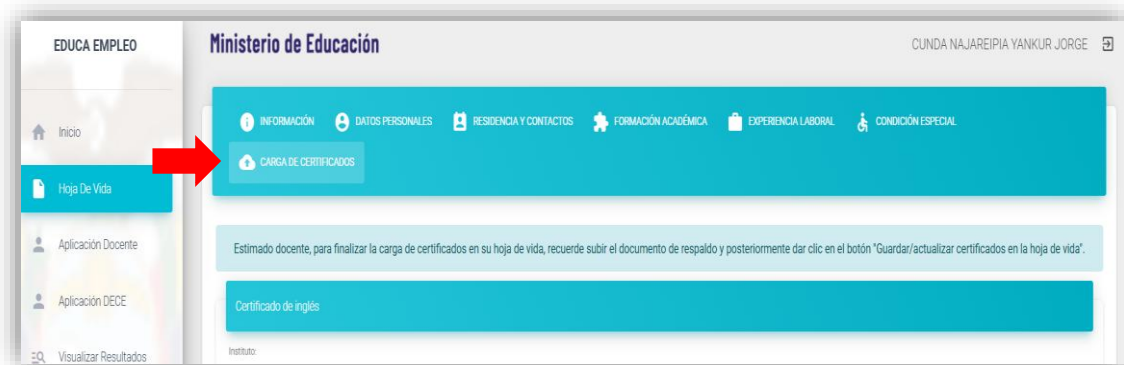 EDUCA EMPLEO
Ministerio de Educación
CUNDA NAJAREIPIA YANKUR JORGE
Inicio
Hoja De Vida
Aplicación Docente
Aplicación DECE
Visualizar Resultados
INFORMACIÓN
DATOS PERSONALES
RESIDENCIA Y CONTACTOS
FORMACIÓN ACADÉMICA
EXPERIENCIA LABORAL
CONDICIÓN ESPECIAL
CARGA DE CERTIFICADOS
Estimado docente, para finalizar la carga de certificados en su hoja de vida, recuerde subir el documento de respaldo y posteriormente dar clic en el botón "Guardar/actualizar certificados en la hoja de vida".
Certificado de inglés
Instituto: